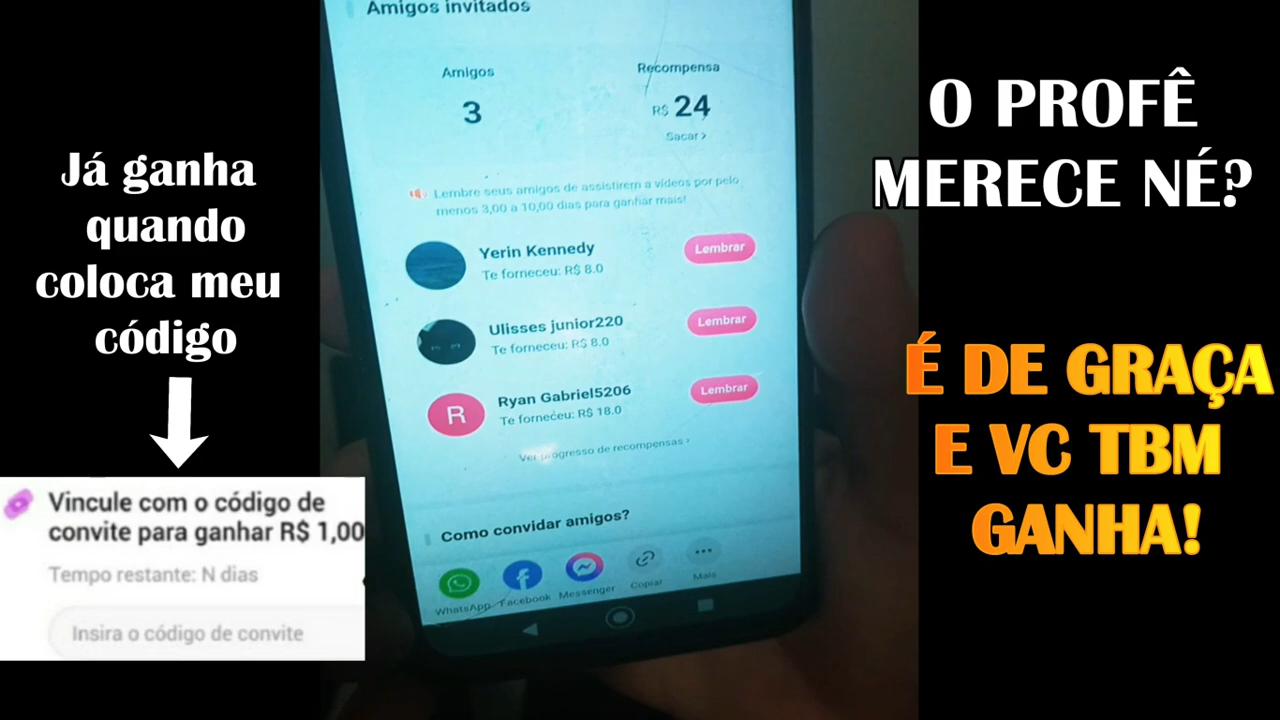 Já ganha
quando
coloca meu
código
Vincule com o código de
convite para ganhar R$ 1,00
Tempo restante: N dias
Insira o código de convite
Amigos invitados
Amigos
Recompensa
3
R$ 24
Sacar >
Lembre seus amigos de assistirem a vídeos por pelo
menos 3,00 a 10,00 dias para ganhar mais!
Yerin Kennedy
Te forneceu: R$ 8.0
Lembrar
Ulisses junior220
Te forneceu: R$ 8.0
Lembrar
R
Ryan Gabriel5206
Te forneceu: R$ 18.0
Lembrar
Ver progresso de recompensas >
Como convidar amigos?
WhatsApp
Facebook
Messenger
Copiar
Mais
O PROFÊ
MERECE NÉ?
É DE GRAÇA
E VC TBM
GANHA!